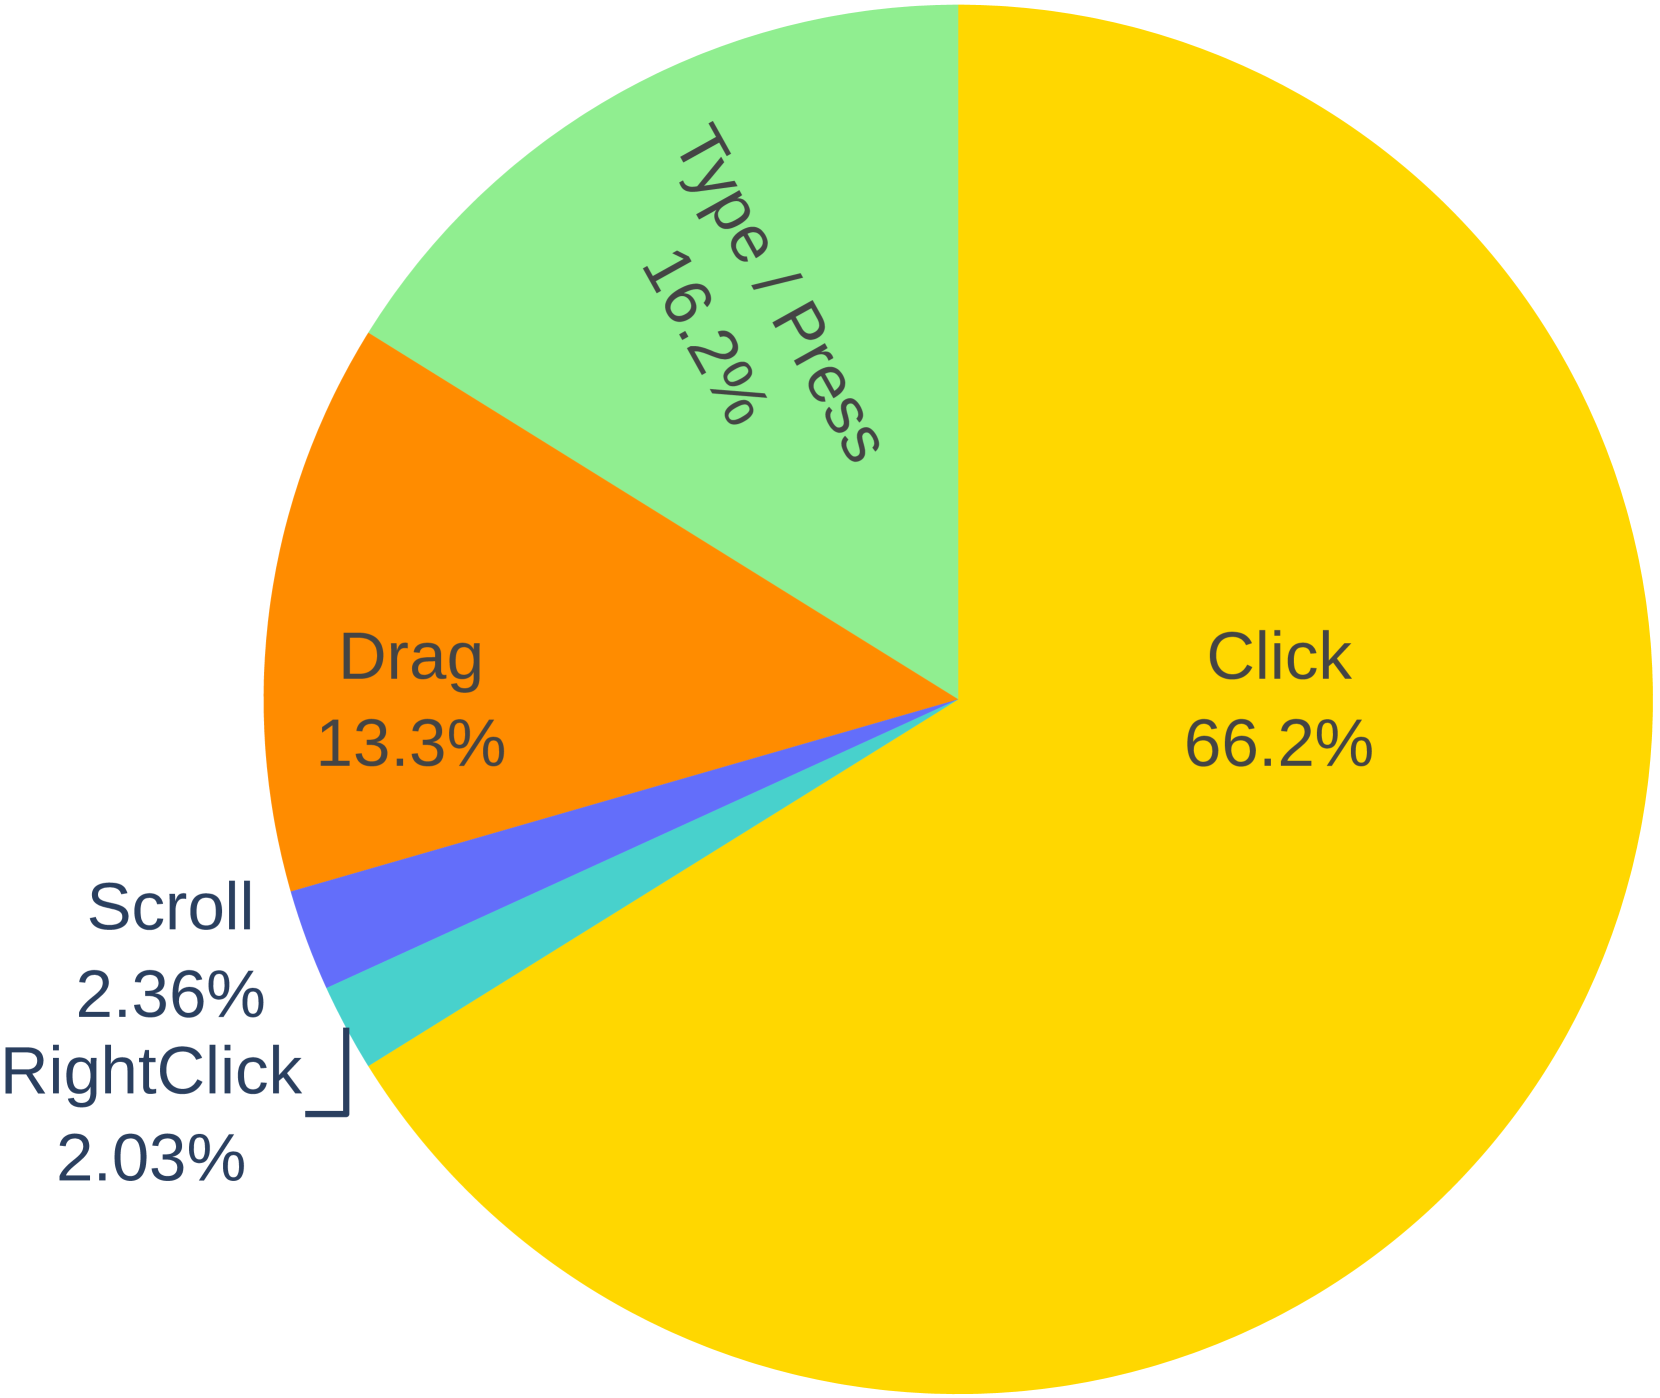 Type / Press
16.2%
Drag
13.3%
Click
66.2%
Scroll
2.36%
RightClick
2.03%